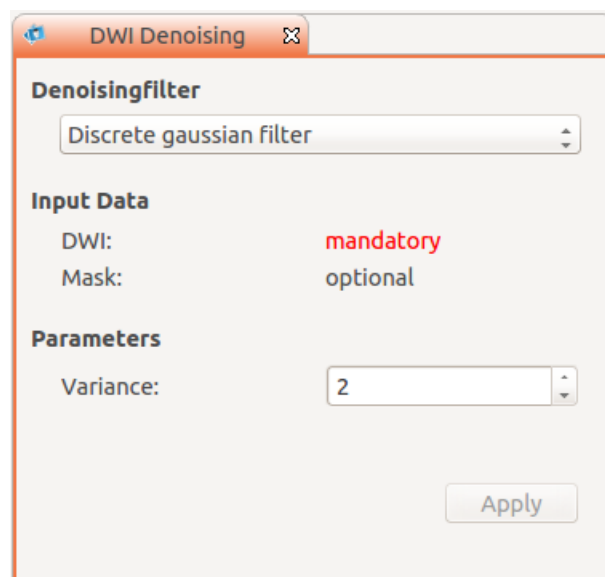 DWI Denoising
Denoisingfilter
Discrete gaussian filter
Input Data
DWI: mandatory
Mask: optional
Parameters
Variance: 2
Apply